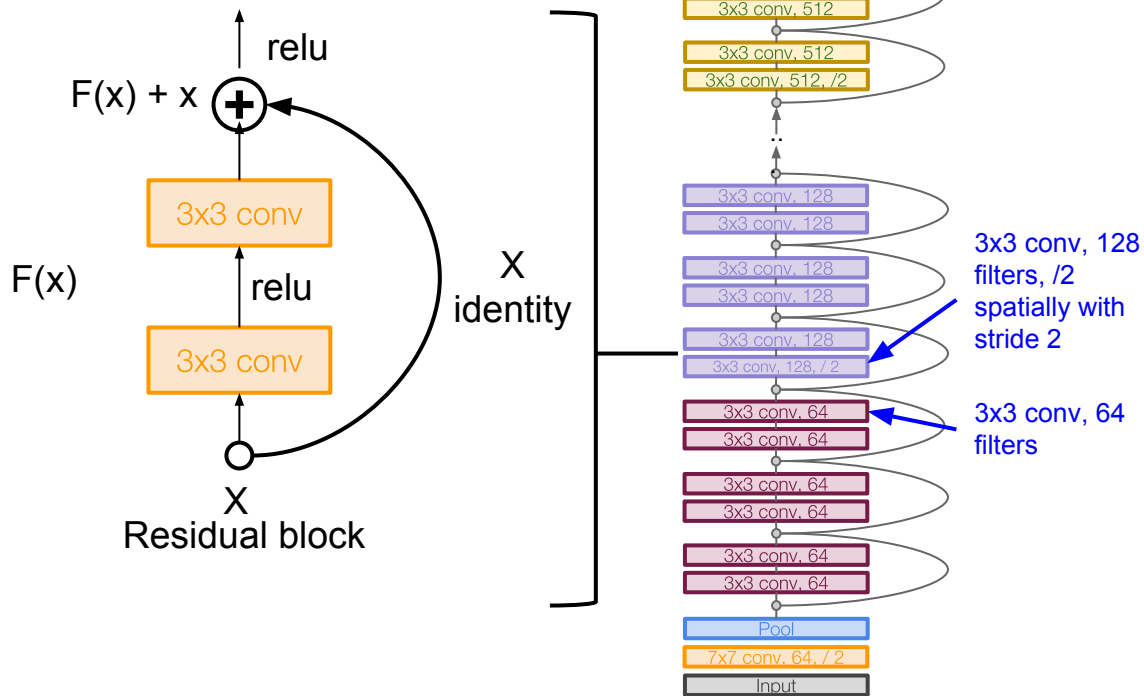 relu
F(x) + x
3x3 conv
F(x)
relu
3x3 conv
X
Residual block
X
identity
3x3 conv, 512
3x3 conv, 512
3x3 conv, 512, /2
..
3x3 conv, 128
3x3 conv, 128
3x3 conv, 128
3x3 conv, 128
3x3 conv, 128
3x3 conv, 128, / 2
3x3 conv, 64
3x3 conv, 64
3x3 conv, 64
3x3 conv, 64
3x3 conv, 64
3x3 conv, 64
Pool
7x7 conv, 64, / 2
Input
3x3 conv, 128
filters, /2
spatially with
stride 2
3x3 conv, 64
filters